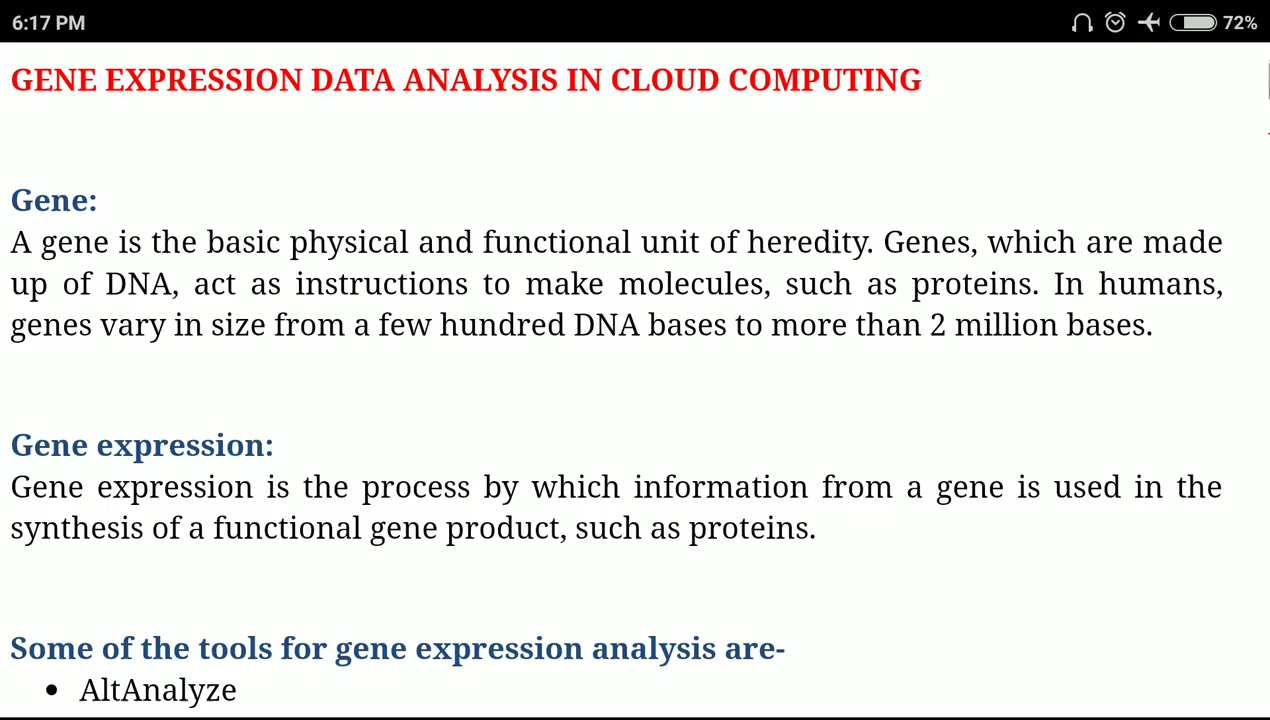 6:17 PM
72%
GENE EXPRESSION DATA ANALYSIS IN CLOUD COMPUTING
Gene:
A gene is the basic physical and functional unit of heredity. Genes, which are made
up of DNA, act as instructions to make molecules, such as proteins. In humans,
genes vary in size from a few hundred DNA bases to more than 2 million bases.
Gene expression:
Gene expression is the process by which information from a gene is used in the
synthesis of a functional gene product, such as proteins.
Some of the tools for gene expression analysis are-
• AltAnalyze